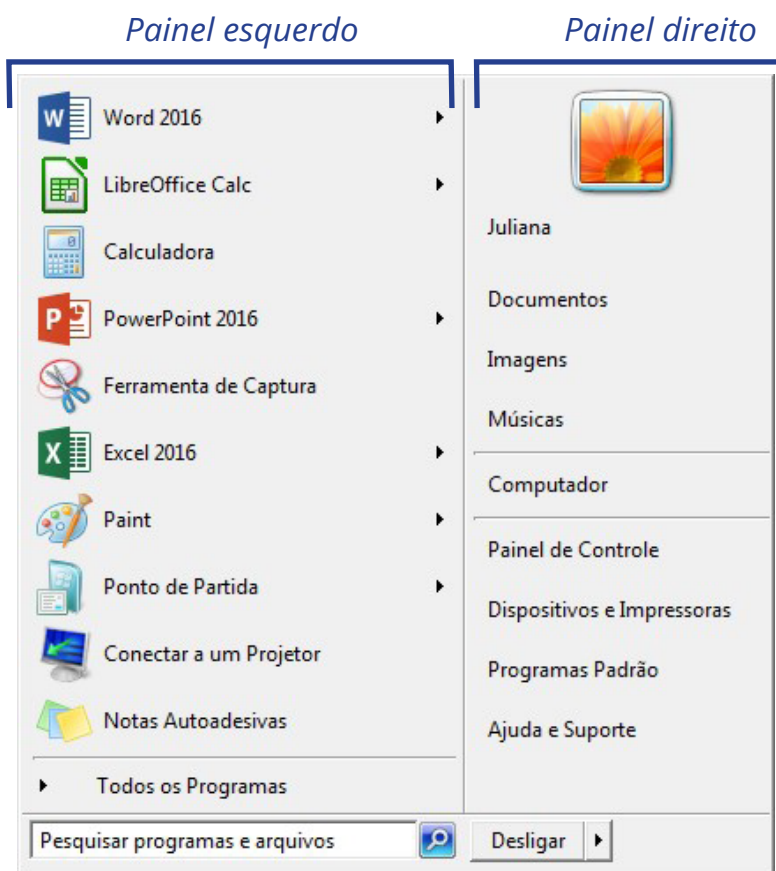 Painel esquerdo
Painel direito
Word 2016
LibreOffice Calc
Calculadora
PowerPoint 2016
Ferramenta de Captura
Excel 2016
Paint
Ponto de Partida
Conectar a um Projetor
Notas Autoadesivas
Todos os Programas
Pesquisar programas e arquivos
Juliana
Documentos
Imagens
Músicas
Computador
Painel de Controle
Dispositivos e Impressoras
Programas Padrão
Ajuda e Suporte
Desligar